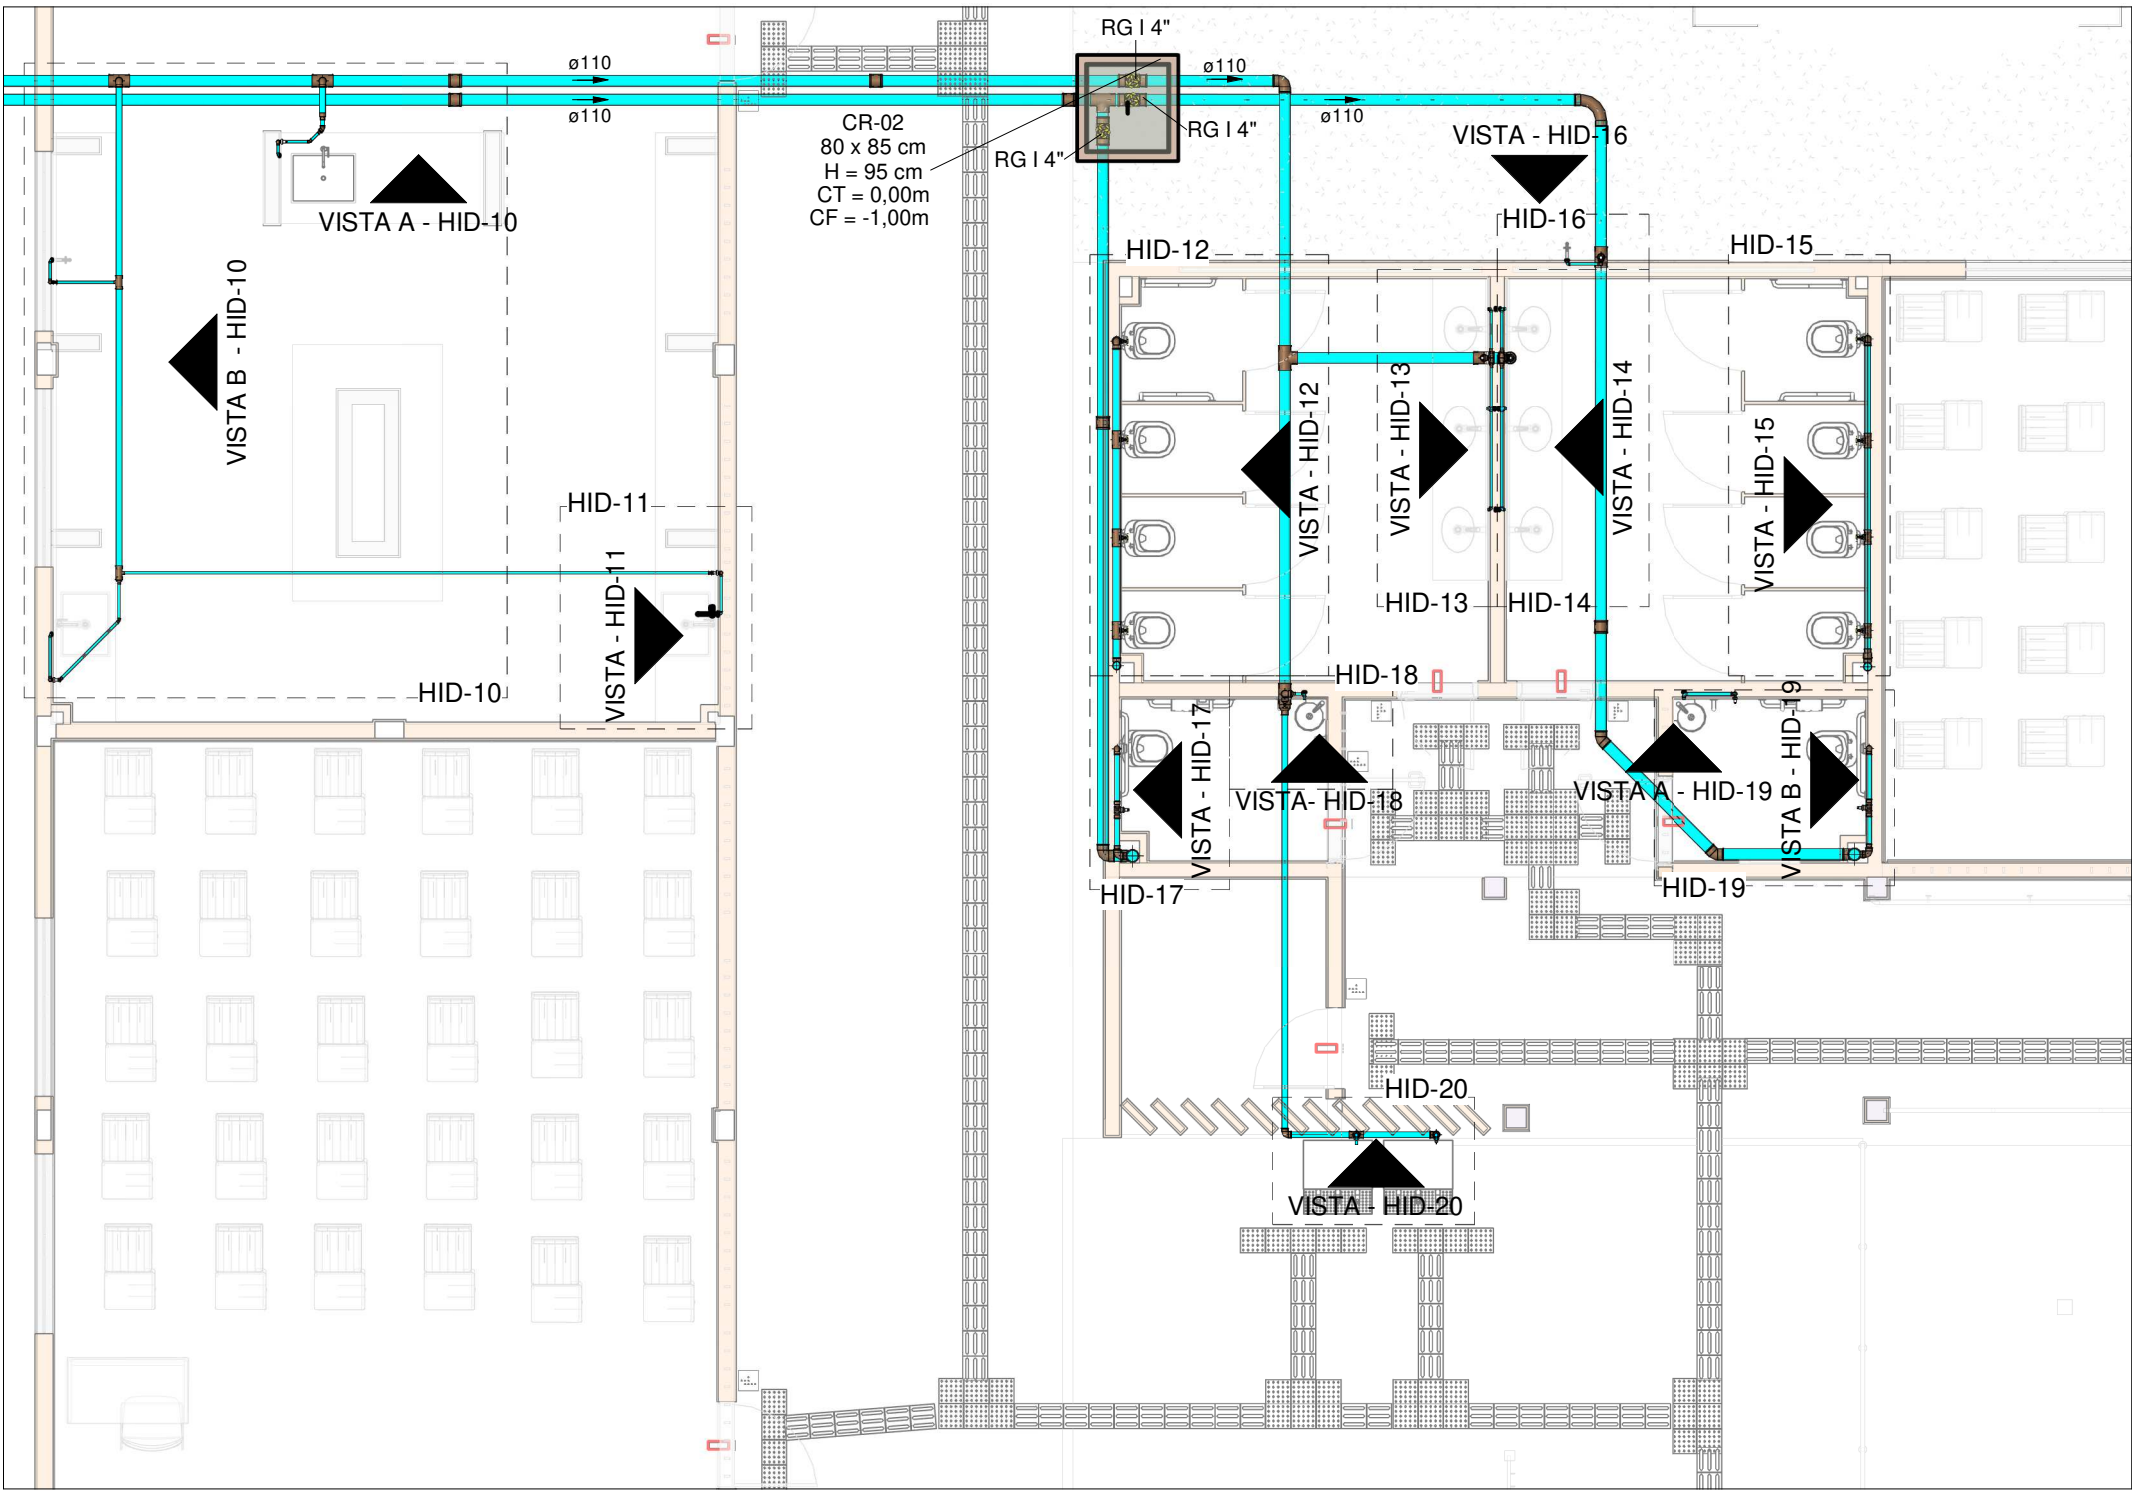 RG I 4"
ø110
ø110
ø110
ø110
CR-02
80 x 85 cm
H = 95 cm
CT = 0,00m
CF = -1,00m
RG I 4"
RG I 4"
VISTA - HID-16
HID-16
VISTA A - HID-10
HID-12
HID-15
VISTA B - HID-10
VISTA - HID-12
VISTA - HID-13
VISTA - HID-14
VISTA - HID-15
HID-11
VISTA - HID-11
HID-13
HID-14
HID-10
HID-18
VISTA - HID-17
VISTA- HID-18
VISTA A - HID-19
VISTA B - HID-19
HID-17
HID-19
HID-20
VISTA - HID-20